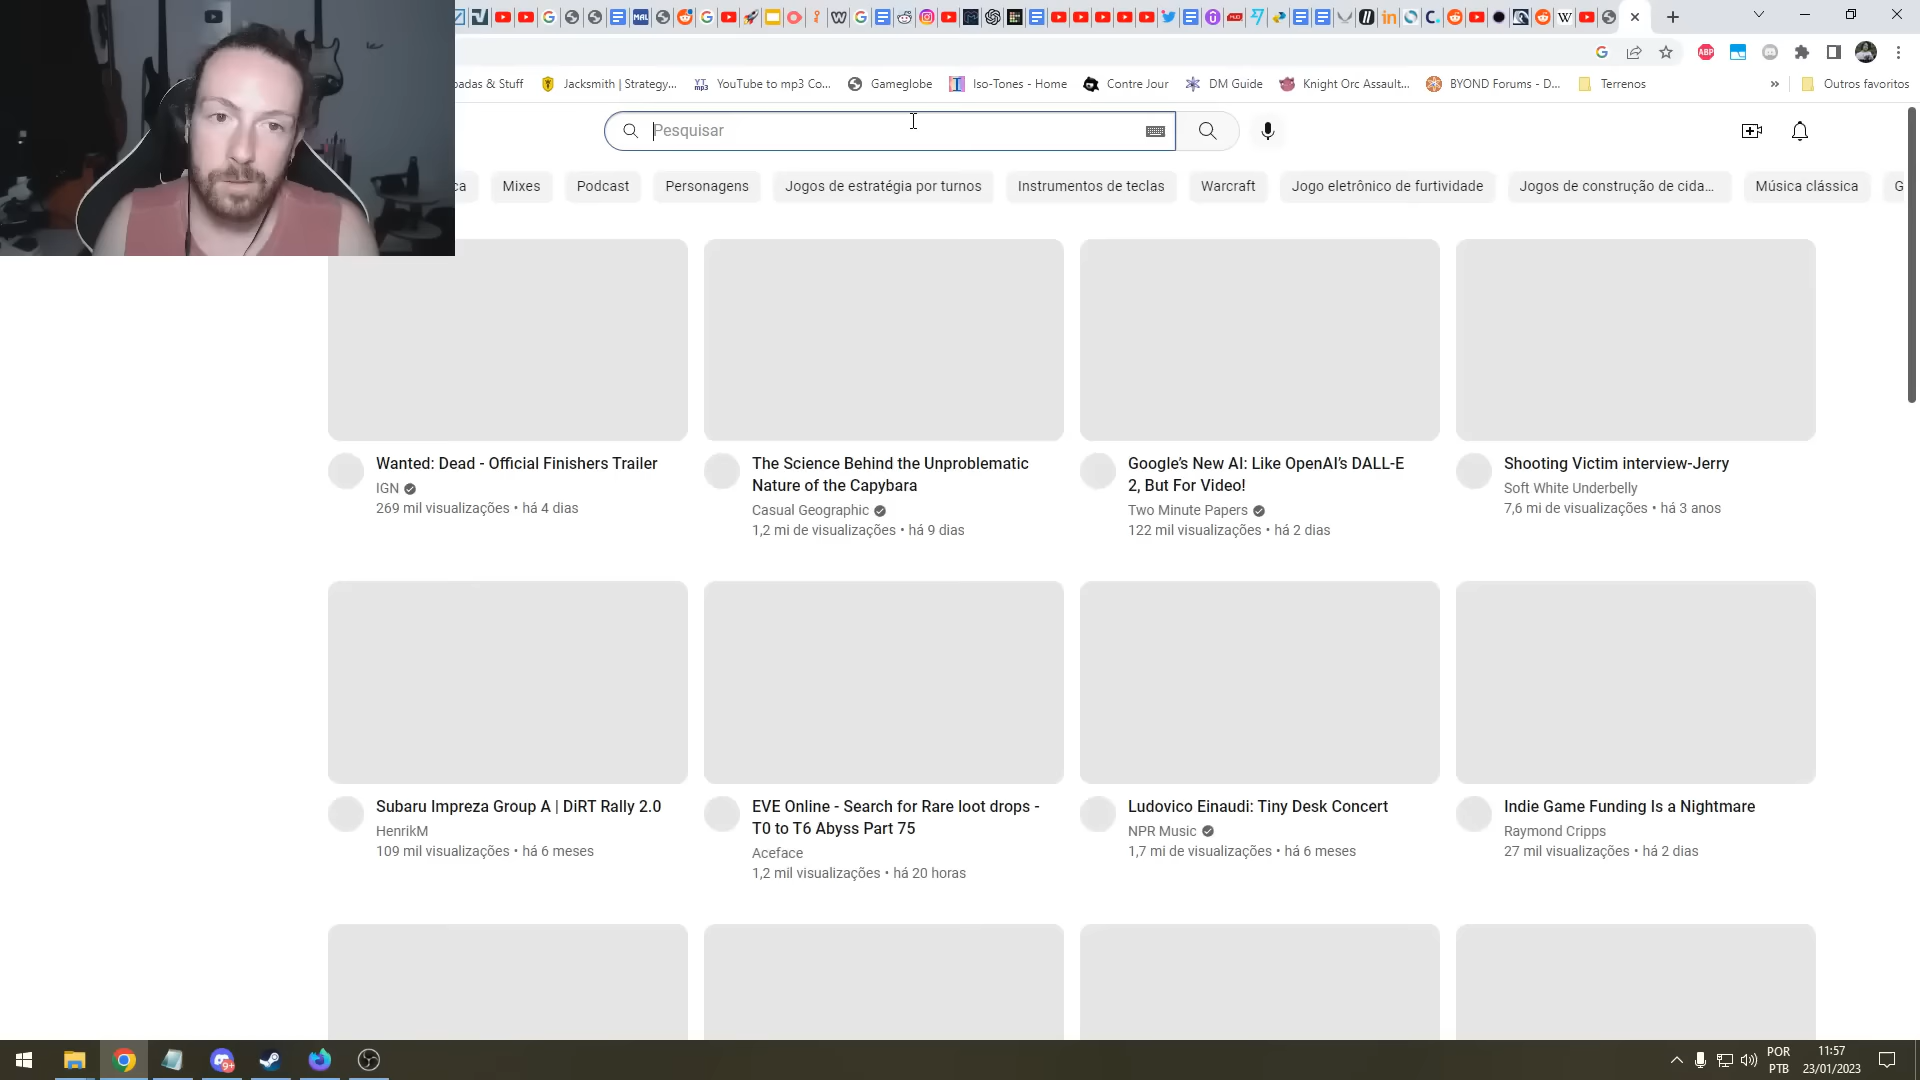 padas & Stuff
Jacksmith | Strategy...
YouTube to mp3 Co...
Gameglobe
Iso-Tones - Home
Contre Jour
DM Guide
Knight Orc Assault...
BYOND Forums - D...
Terrenos
»
Outros favoritos
Pesquisar
ca
Mixes
Podcast
Personagens
Jogos de estratégia por turnos
Instrumentos de teclas
Warcraft
Jogo eletrônico de furtividade
Jogos de construção de cida...
Música clássica
G
Wanted: Dead - Official Finishers Trailer
IGN
269 mil visualizações • há 4 dias
The Science Behind the Unproblematic
Nature of the Capybara
Casual Geographic
1,2 mi de visualizações • há 9 dias
Google’s New AI: Like OpenAI’s DALL-E
2, But For Video!
Two Minute Papers
122 mil visualizações • há 2 dias
Shooting Victim interview-Jerry
Soft White Underbelly
7,6 mi de visualizações • há 3 anos
Subaru Impreza Group A | DiRT Rally 2.0
HenrikM
109 mil visualizações • há 6 meses
EVE Online - Search for Rare loot drops -
T0 to T6 Abyss Part 75
Aceface
1,2 mil visualizações • há 20 horas
Ludovico Einaudi: Tiny Desk Concert
NPR Music
1,7 mi de visualizações • há 6 meses
Indie Game Funding Is a Nightmare
Raymond Cripps
27 mil visualizações • há 2 dias
9+
POR
PTB
11:57
23/01/2023